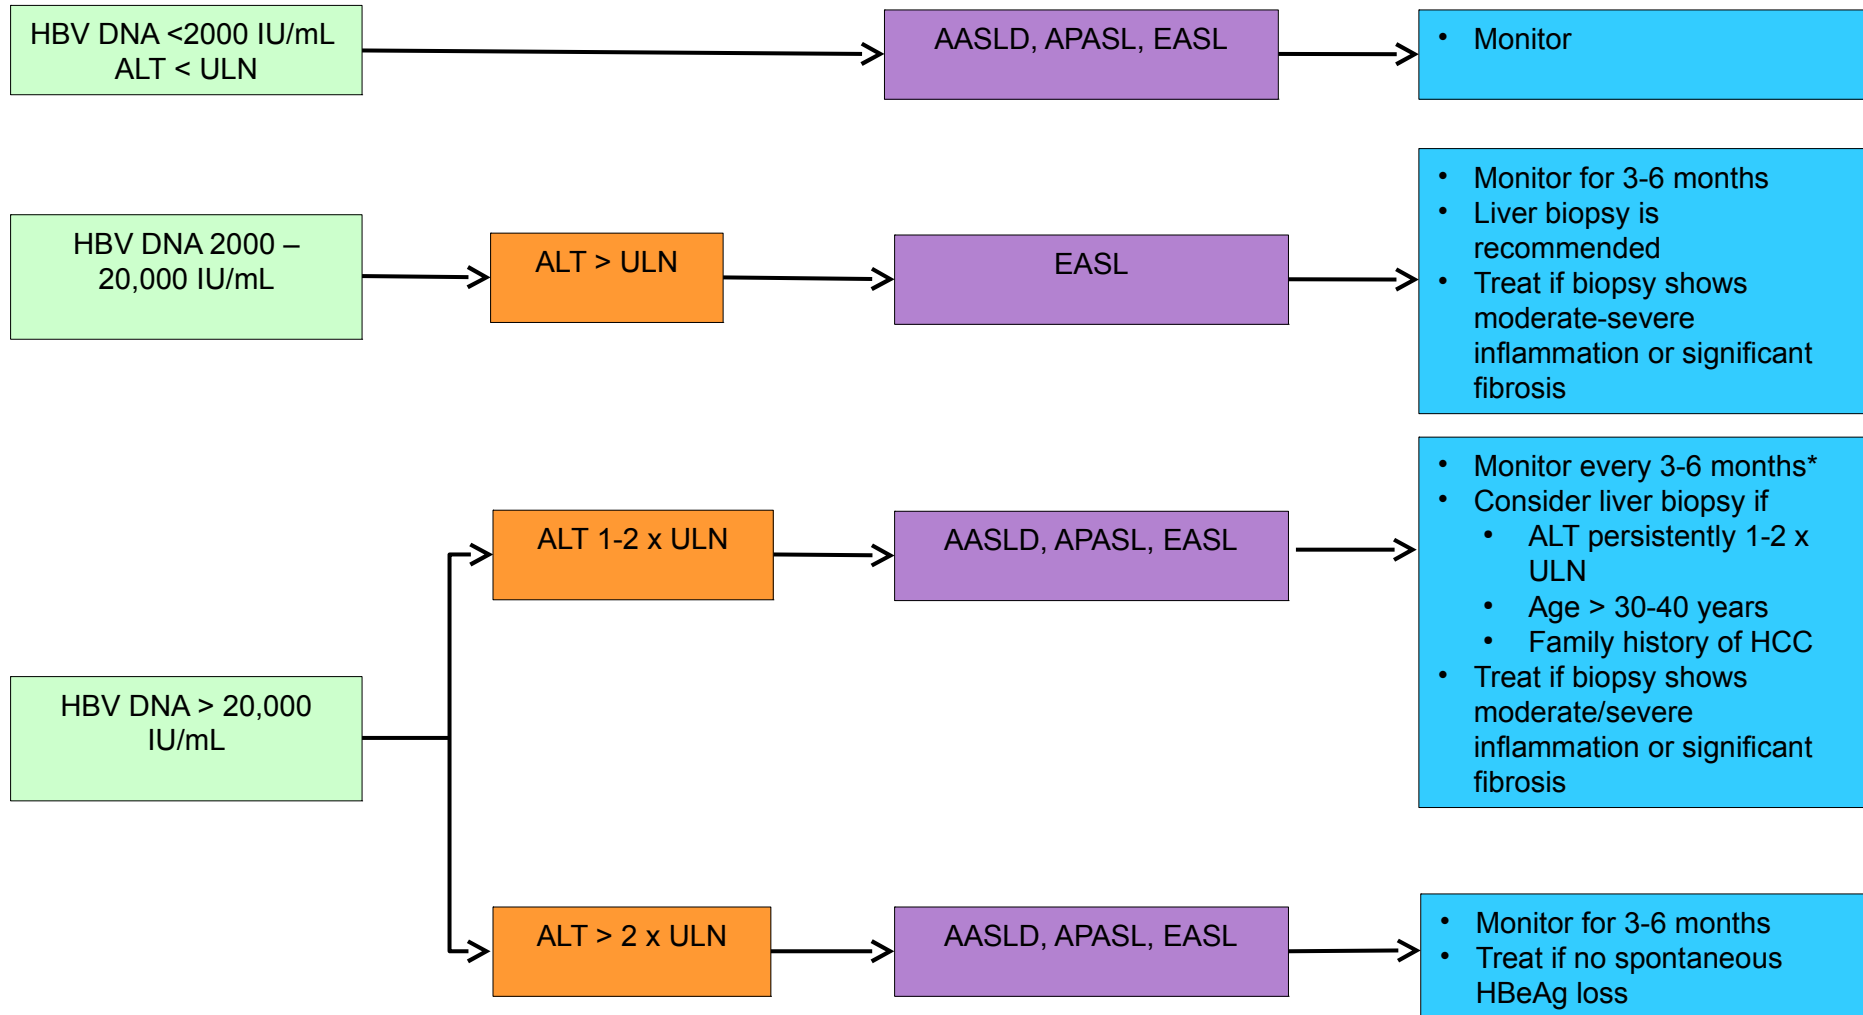 HBV DNA <2000 IU/mL
ALT < ULN
AASLD, APASL, EASL
• Monitor
HBV DNA 2000 –
20,000 IU/mL
ALT > ULN
EASL
• Monitor for 3-6 months
• Liver biopsy is
recommended
• Treat if biopsy shows
moderate-severe
inflammation or significant
fibrosis
HBV DNA > 20,000
IU/mL
ALT 1-2 x ULN
AASLD, APASL, EASL
• Monitor every 3-6 months*
• Consider liver biopsy if
• ALT persistently 1-2 x
ULN
• Age > 30-40 years
• Family history of HCC
• Treat if biopsy shows
moderate/severe
inflammation or significant
fibrosis
ALT > 2 x ULN
AASLD, APASL, EASL
• Monitor for 3-6 months
• Treat if no spontaneous
HBeAg loss